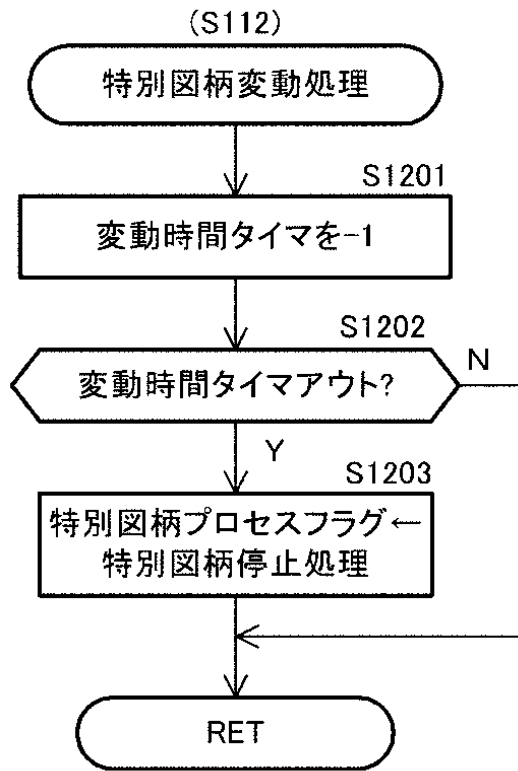 (S112)
特別図柄変動処理
S1201
変動時間タイマを-1
S1202
変動時間タイマアウト?
N
Y
S1203
特別図柄プロセスフラグ←
特別図柄停止処理
RET